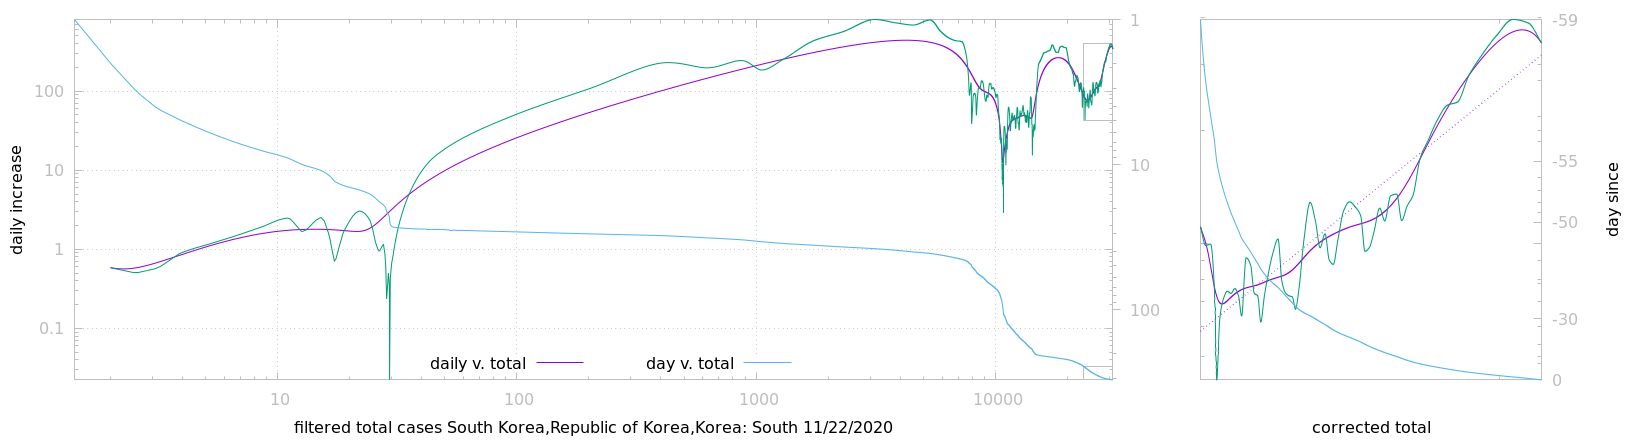 daily increase
100
10
1
0.1
10
100
1000
10000
1
10
100
daily v. total
day v. total
filtered total cases South Korea,Republic of Korea,Korea: South 11/22/2020
-59
-55
-50
-30
0
day since
corrected total